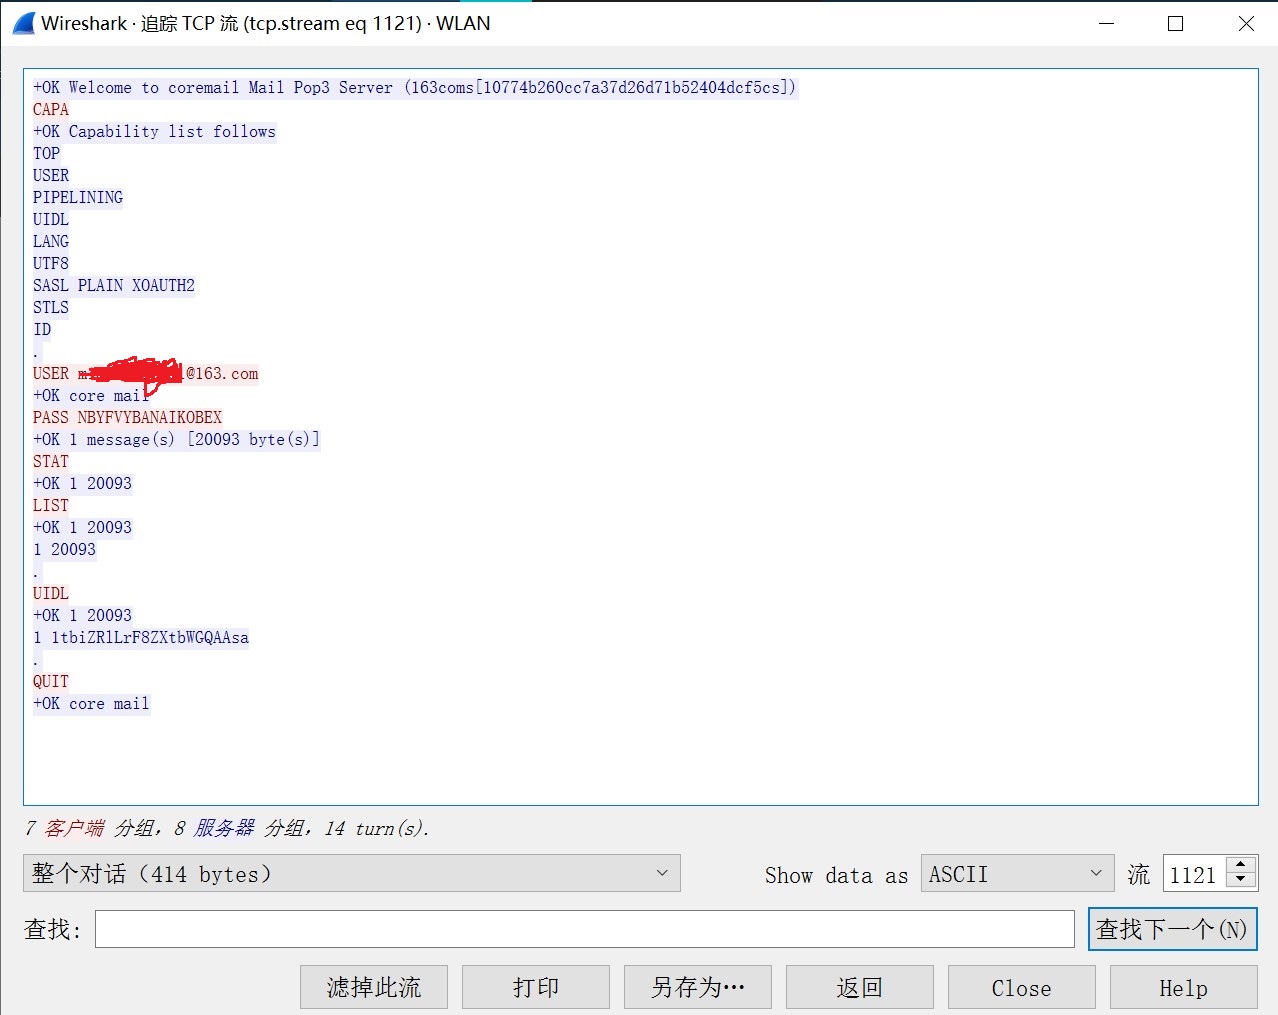 Wireshark · 追踪 TCP 流 (tcp.stream eq 1121) · WLAN
+OK Welcome to coremail Mail Pop3 Server (163coms[10774b260cc7a37d26d71b52404dcf5cs])
CAPA
+OK Capability list follows
TOP
USER
PIPELINING
UIDL
LANG
UTF8
SASL PLAIN XOAUTH2
STLS
ID
.
USER @163.com
+OK core mail
PASS NBYFVYBANAIKOBEX
+OK 1 message(s) [20093 byte(s)]
STAT
+OK 1 20093
LIST
+OK 1 20093
1 20093
.
UIDL
+OK 1 20093
1 1tbiZRlLrF8ZXtbWGQAAsa
.
QUIT
+OK core mail
7 客户端 分组，8 服务器 分组，14 turn(s).
整个对话（414 bytes） Show data as ASCII 流 1121
查找: 查找下一个(N)
滤掉此流 打印 另存为… 返回 Close Help